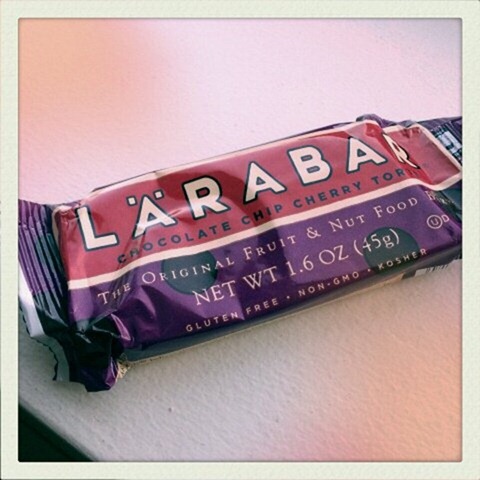 LÄRABAR
CHOCOLATE CHIP CHERRY TOR
THE ORIGINAL FRUIT & NUT FOOD
NET WT 1.6 OZ (45g)
GLUTEN FREE • NON-GMO • KOSHER